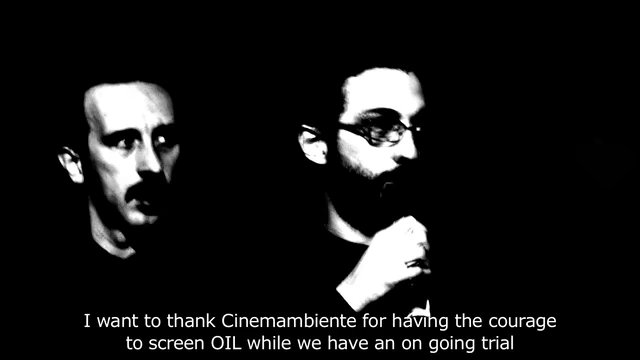 I want to thank Cinemambiente for having the courage
to screen OIL while we have an on going trial